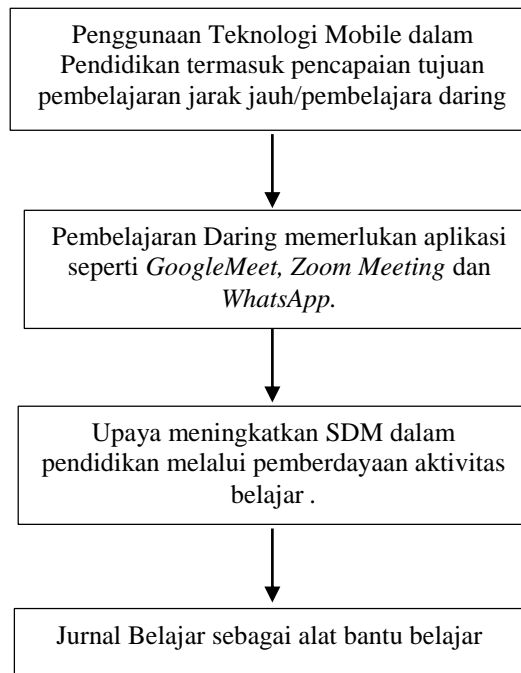 Penggunaan Teknologi Mobile dalam
Pendidikan termasuk pencapaian tujuan
pembelajaran jarak jauh/pembelajara daring
Pembelajaran Daring memerlukan aplikasi
seperti GoogleMeet, Zoom Meeting dan
WhatsApp.
Upaya meningkatkan SDM dalam
pendidikan melalui pemberdayaan aktivitas
belajar .
Jurnal Belajar sebagai alat bantu belajar